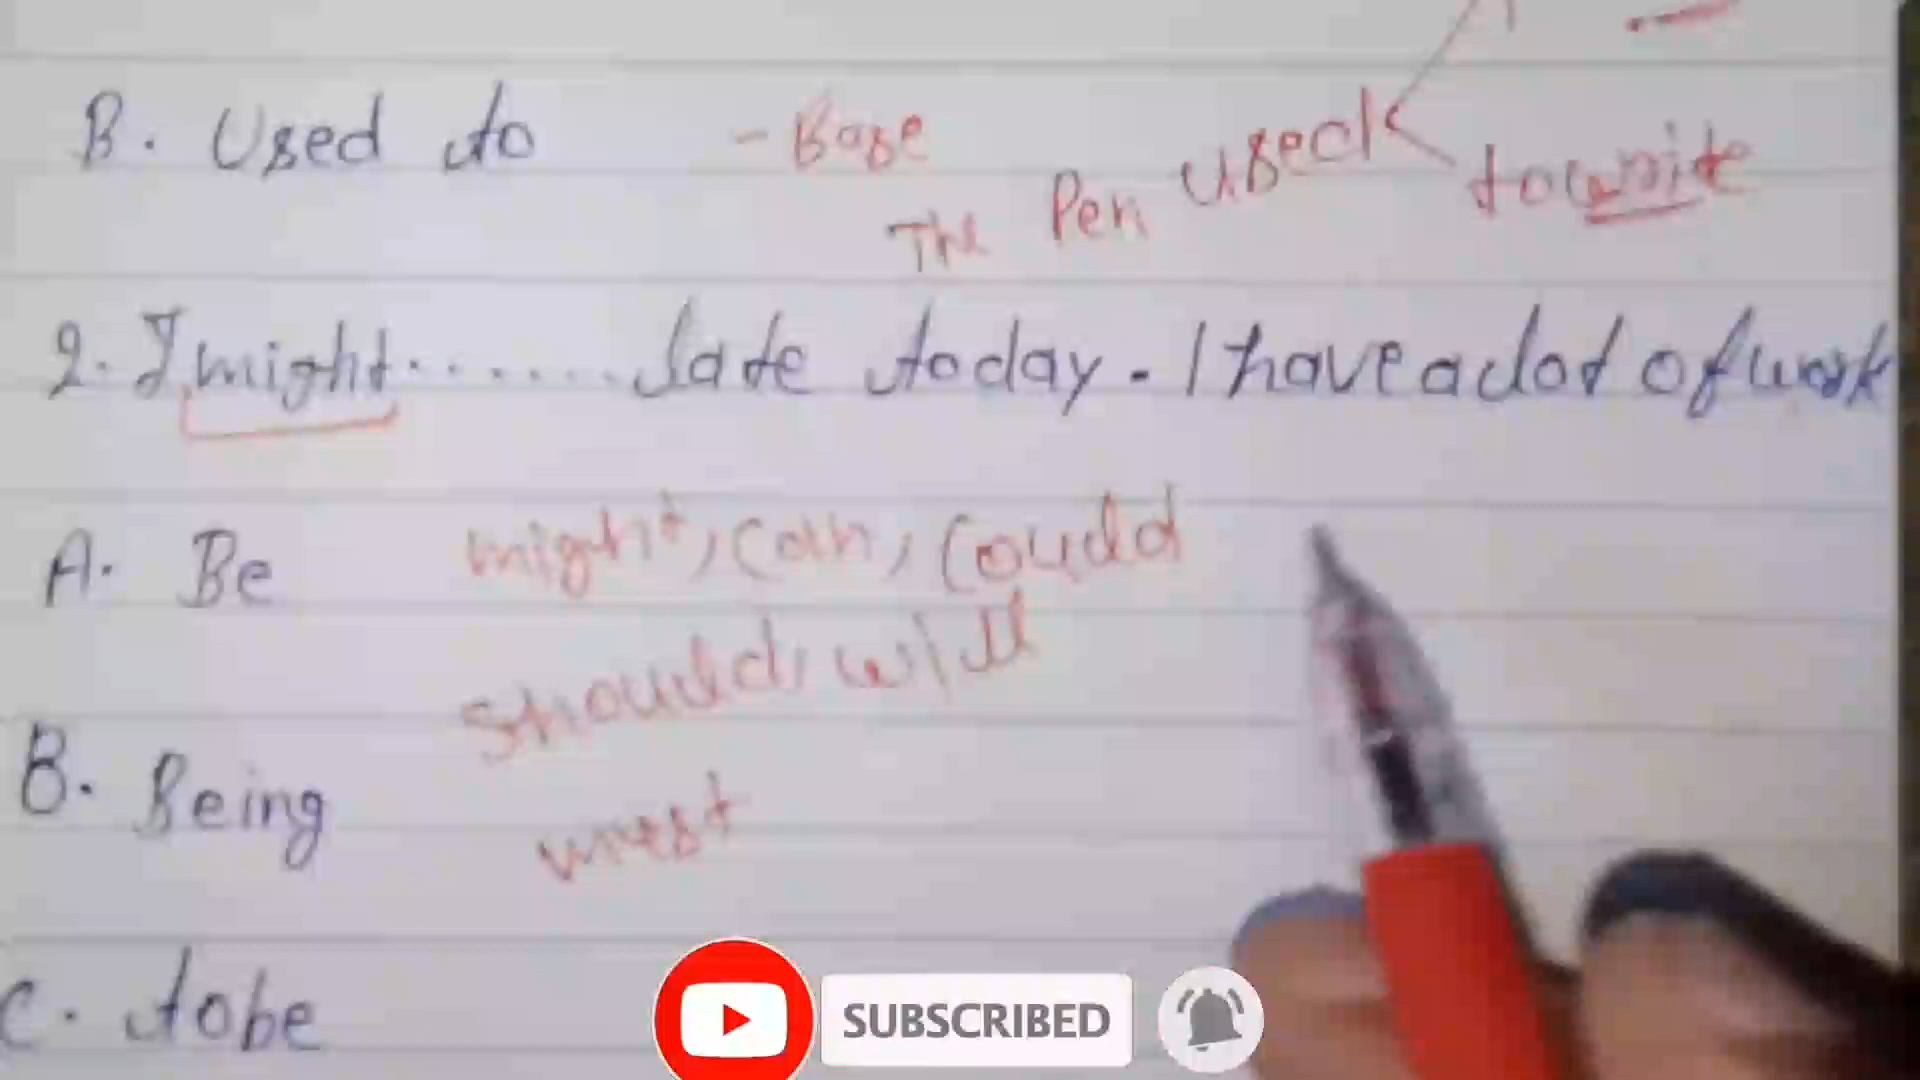 B. Used to - Base
The Pen used to write
2. I might....... late today. I have a lot of work
A. Be might, can, could
should, will
B. Being must
C. to be
SUBSCRIBED